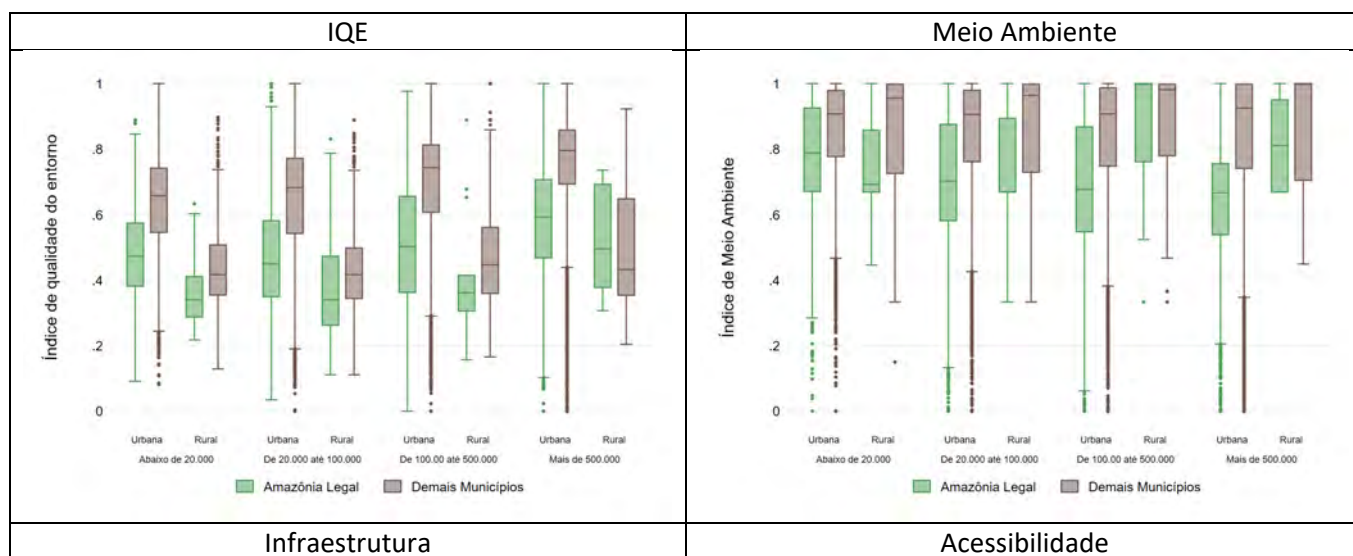 IQE
Meio Ambiente
Índice de qualidade do entorno
1
.8
.6
.4
.2
0
Urbana Rural Urbana Rural Urbana Rural Urbana Rural
Abaixo de 20.000 De 20.000 até 100.000 De 100.00 até 500.000 Mais de 500.000
Amazônia Legal Demais Municípios
Índice de Meio Ambiente
1
.8
.6
.4
.2
0
Urbana Rural Urbana Rural Urbana Rural Urbana Rural
Abaixo de 20.000 De 20.000 até 100.000 De 100.00 até 500.000 Mais de 500.000
Amazônia Legal Demais Municípios
Infraestrutura
Acessibilidade